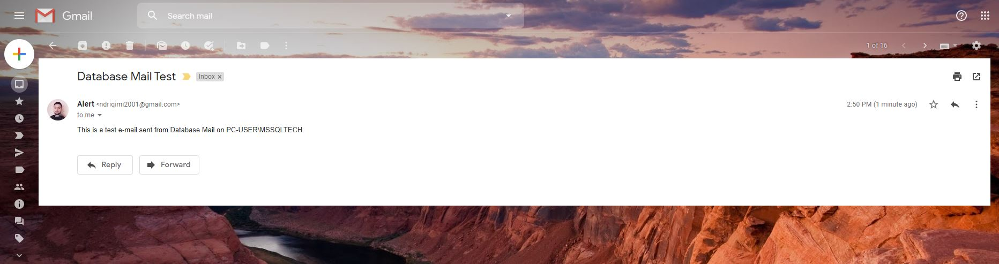 Gmail
Search mail
1 of 16
Database Mail Test Inbox ×
Alert <ndriqimi2001@gmail.com> 2:50 PM (1 minute ago)
to me
This is a test e-mail sent from Database Mail on PC-USER\MSSQLTECH.
Reply Forward